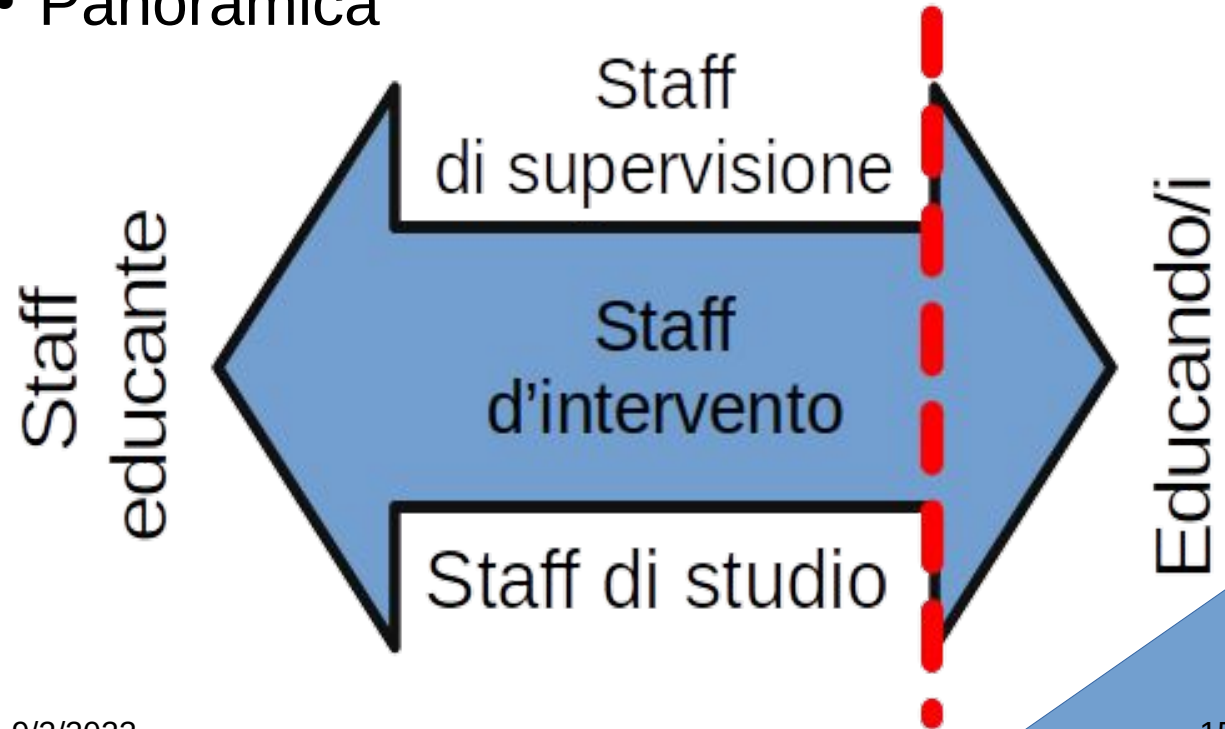 • Panoramica
Staff
di supervisione
Staff
educante
Staff
d’intervento
Educando/i
Staff di studio